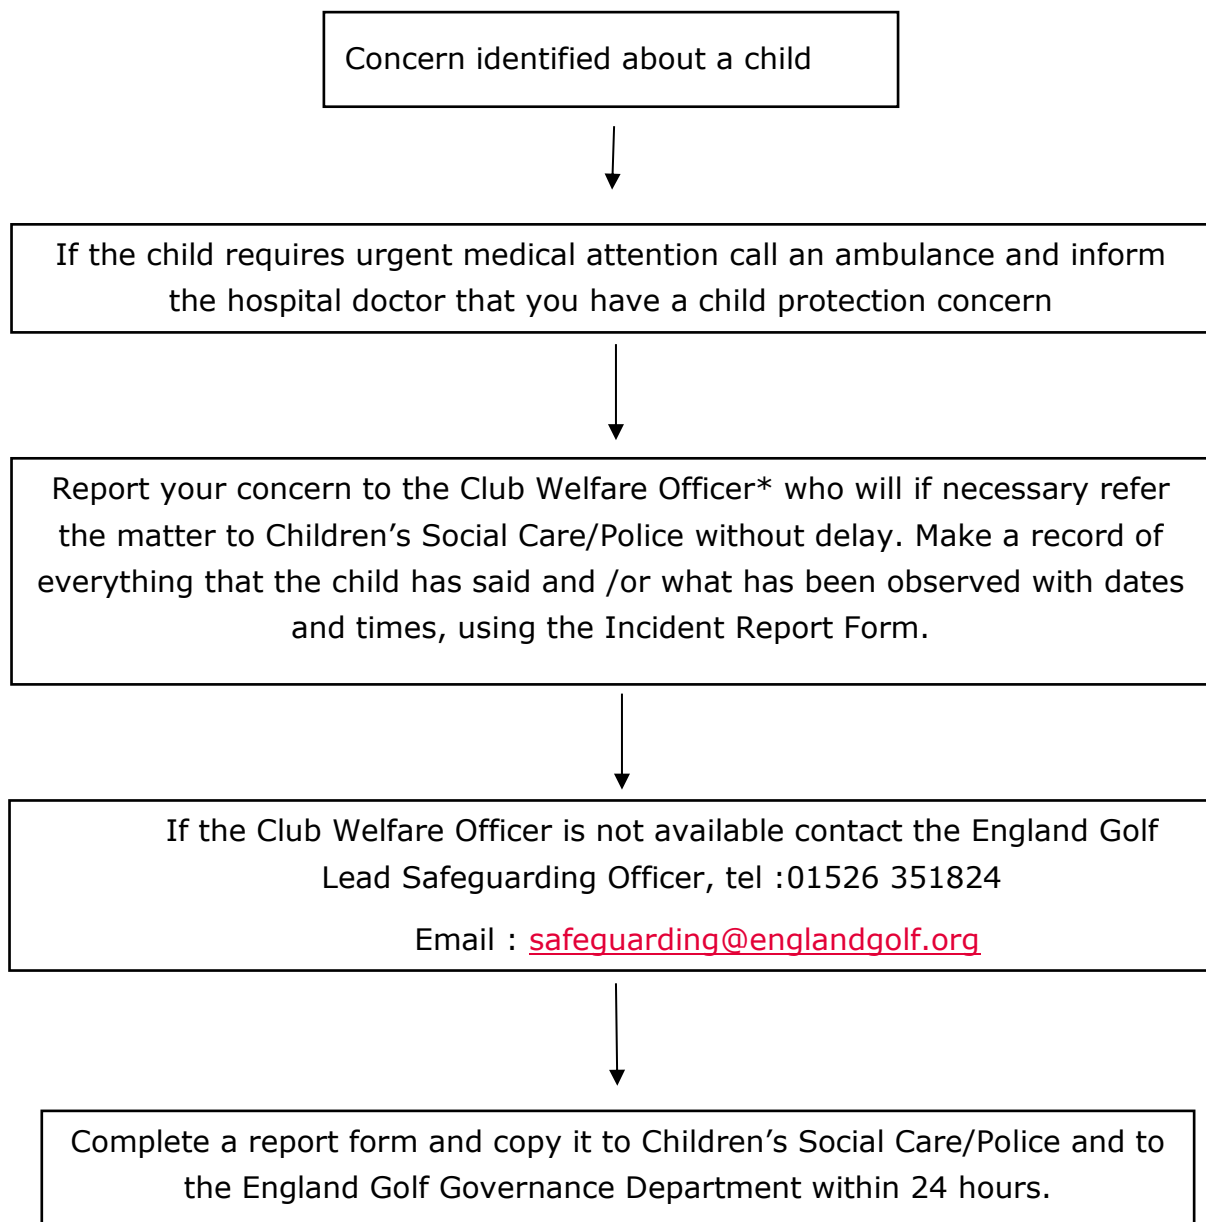 Concern identified about a child
If the child requires urgent medical attention call an ambulance and inform
the hospital doctor that you have a child protection concern
Report your concern to the Club Welfare Officer* who will if necessary refer
the matter to Children’s Social Care/Police without delay. Make a record of
everything that the child has said and /or what has been observed with dates
and times, using the Incident Report Form.
If the Club Welfare Officer is not available contact the England Golf
Lead Safeguarding Officer, tel :01526 351824
Email : safeguarding@englandgolf.org
Complete a report form and copy it to Children’s Social Care/Police and to
the England Golf Governance Department within 24 hours.